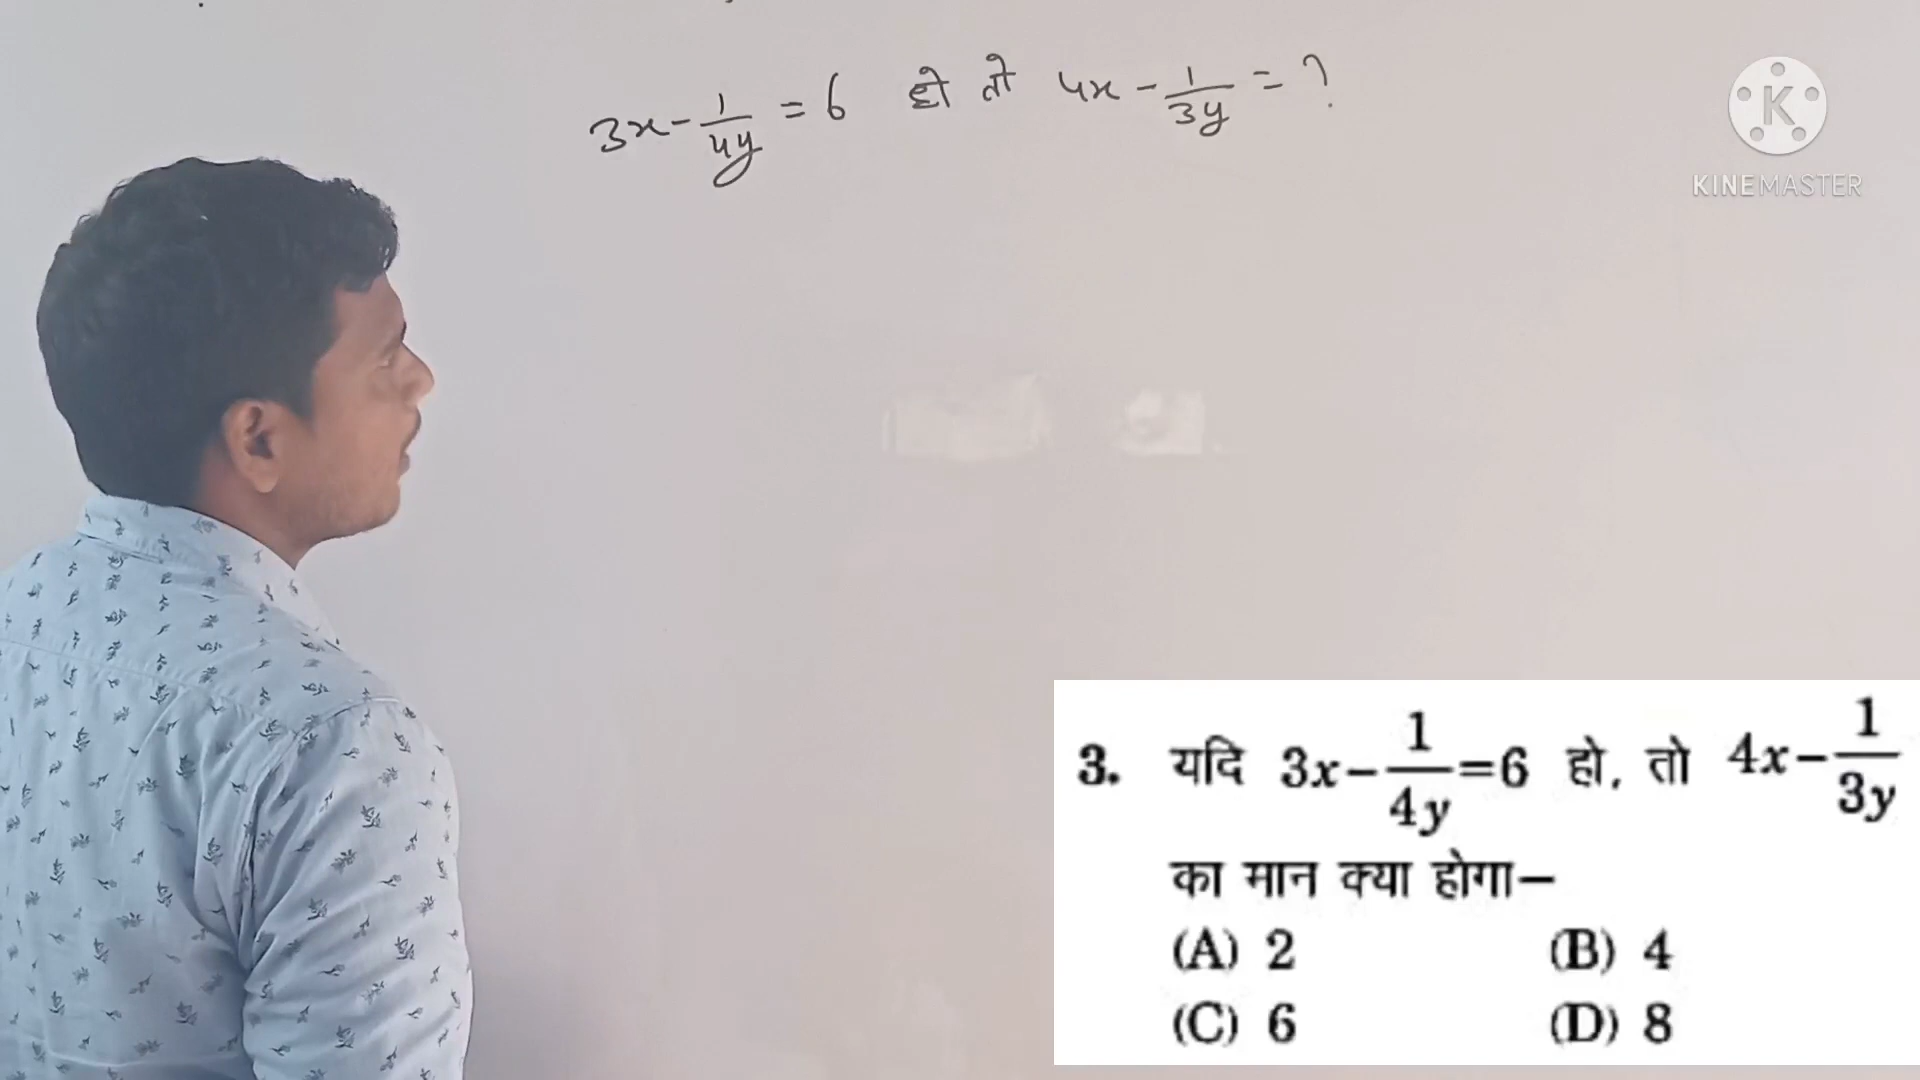 3x - 1/4y = 6 हो तो 4x - 1/3y = ?
KINEMASTER
3. यदि 3x - 1/4y = 6 हो, तो 4x - 1/3y
का मान क्या होगा—
(A) 2 (B) 4
(C) 6 (D) 8